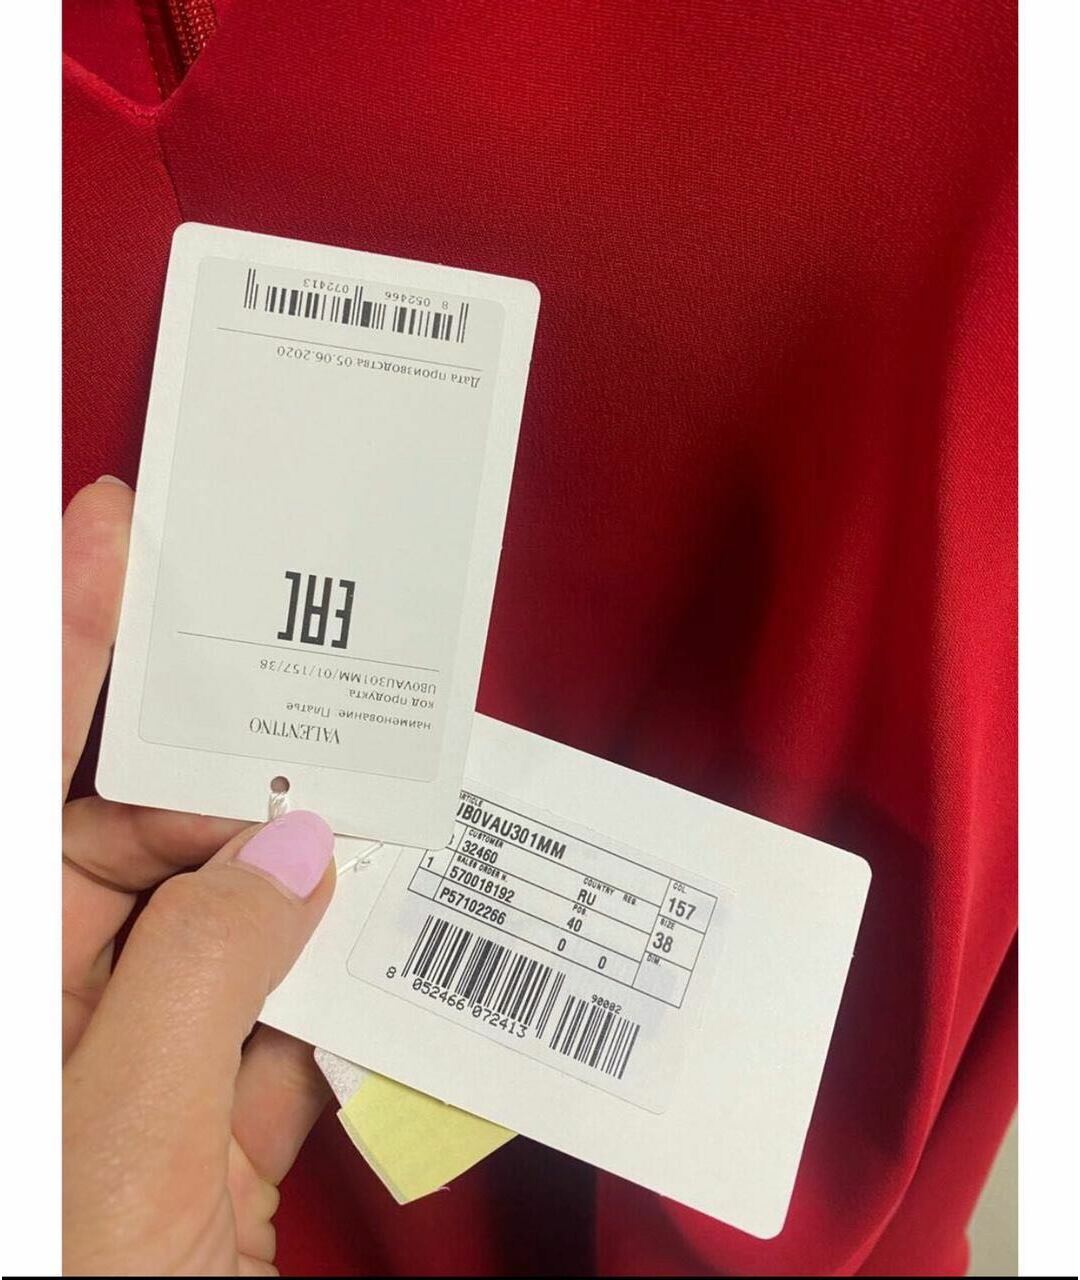 VALENTINO
наименование: Платье
код продукта
UB0VAU301MM/01/157/38
EAC
Дата производства 05.06.2020
8 052466 072413
ARTICLE
UB0VAU301MM
CUSTOMER
32460
COUNTRY REG.
RU
COL.
157
1
SALES ORDER N.
570018192
POS.
40
SIZE
38
P57102266
0
0
DIM.
90082
8 052466 072413